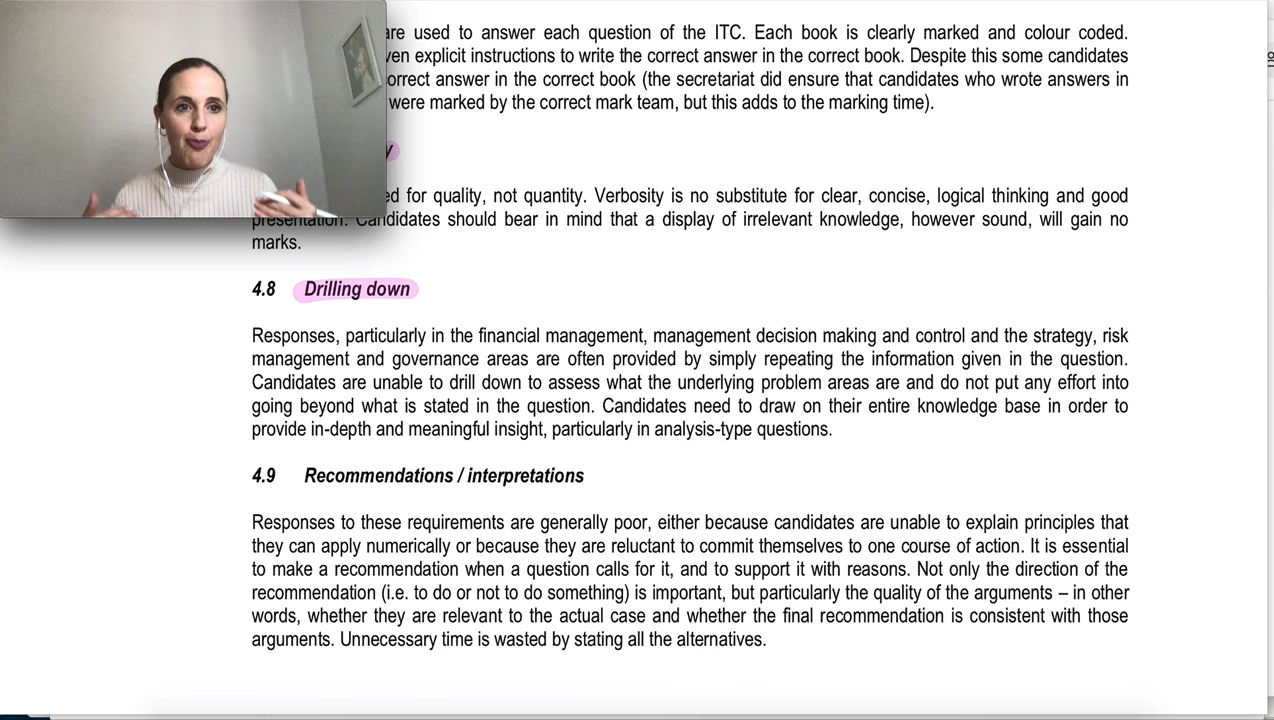 are used to answer each question of the ITC. Each book is clearly marked and colour coded.
explicit instructions to write the correct answer in the correct book. Despite this some candidates
answer in the correct book (the secretariat did ensure that candidates who wrote answers in
were marked by the correct mark team, but this adds to the marking time).
for quality, not quantity. Verbosity is no substitute for clear, concise, logical thinking and good
presentation. Candidates should bear in mind that a display of irrelevant knowledge, however sound, will gain no
marks.
4.8 Drilling down
Responses, particularly in the financial management, management decision making and control and the strategy, risk
management and governance areas are often provided by simply repeating the information given in the question.
Candidates are unable to drill down to assess what the underlying problem areas are and do not put any effort into
going beyond what is stated in the question. Candidates need to draw on their entire knowledge base in order to
provide in-depth and meaningful insight, particularly in analysis-type questions.
4.9 Recommendations / interpretations
Responses to these requirements are generally poor, either because candidates are unable to explain principles that
they can apply numerically or because they are reluctant to commit themselves to one course of action. It is essential
to make a recommendation when a question calls for it, and to support it with reasons. Not only the direction of the
recommendation (i.e. to do or not to do something) is important, but particularly the quality of the arguments – in other
words, whether they are relevant to the actual case and whether the final recommendation is consistent with those
arguments. Unnecessary time is wasted by stating all the alternatives.